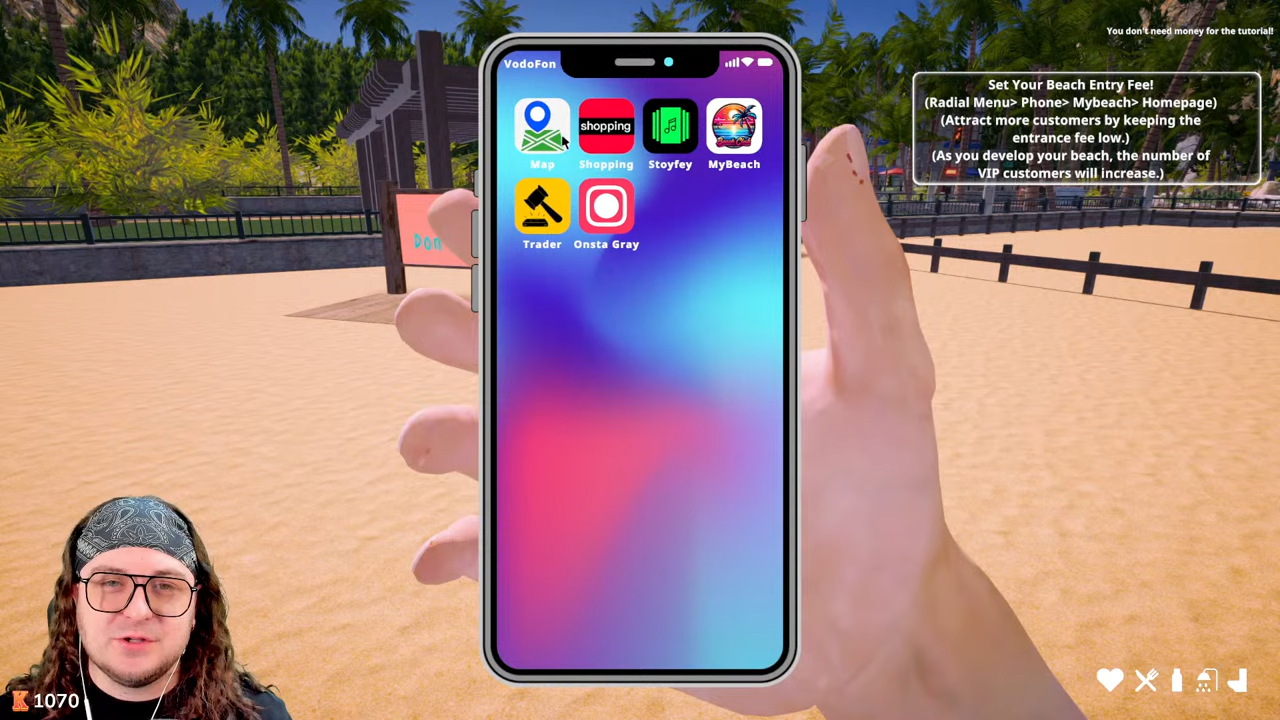 You don't need money for the tutorial!
VodoFon
Set Your Beach Entry Fee!
(Radial Menu> Phone> Mybeach> Homepage)
(Attract more customers by keeping the
entrance fee low.)
(As you develop your beach, the number of
VIP customers will increase.)
shopping
Map
Shopping
Stoyfey
MyBeach
Trader
Onsta Gray
Don
K 1070